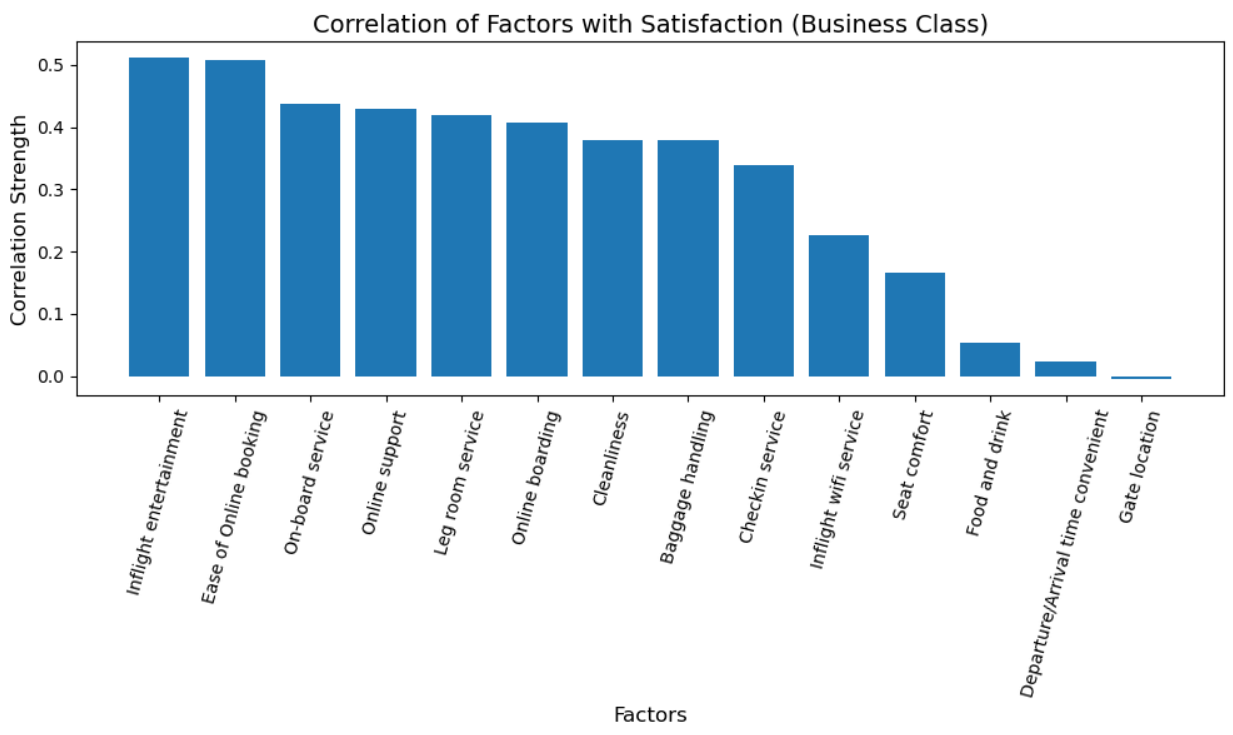 Correlation of Factors with Satisfaction (Business Class)
Correlation Strength
0.5
0.4
0.3
0.2
0.1
0.0
Inflight entertainment
Ease of Online booking
On-board service
Online support
Leg room service
Online boarding
Cleanliness
Baggage handling
Checkin service
Inflight wifi service
Seat comfort
Food and drink
Departure/Arrival time convenient
Gate location
Factors